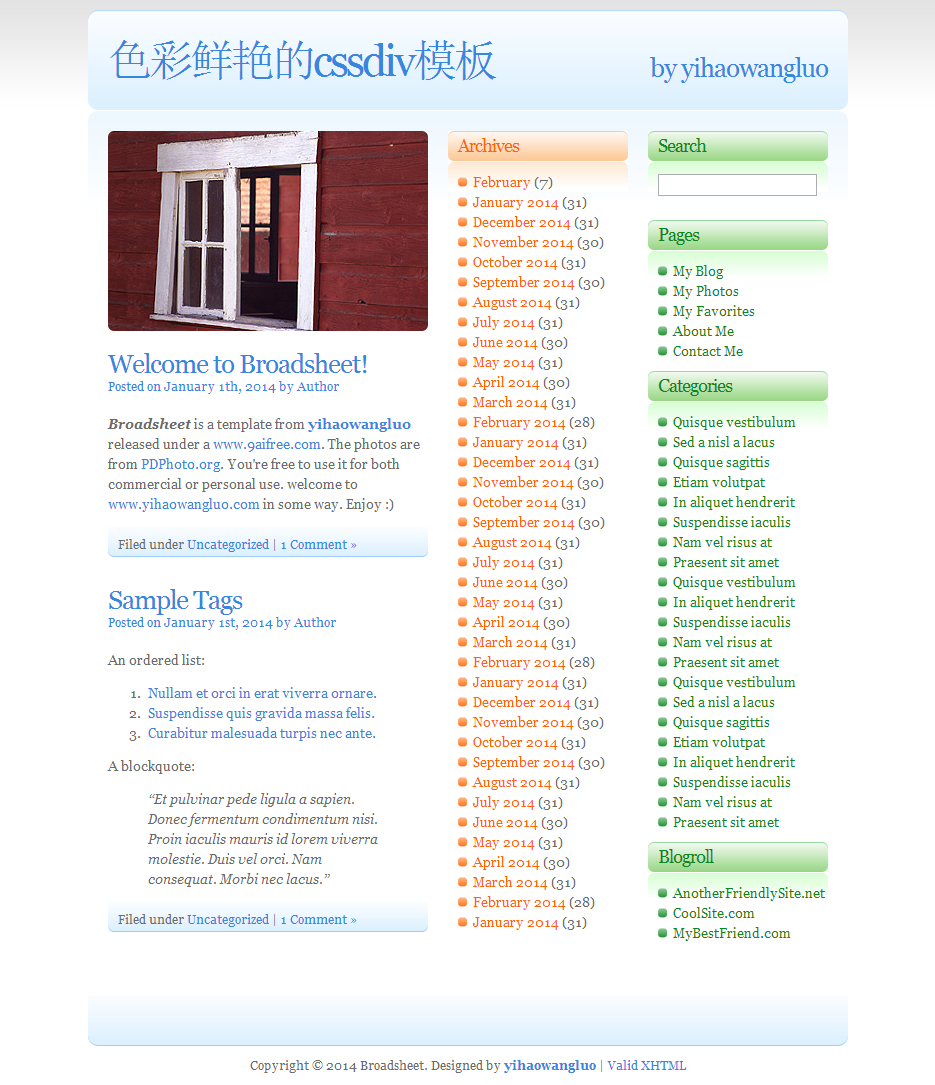 色彩鲜艳的cssdiv模板
by yihaowangluo
Welcome to Broadsheet!
Posted on January 1th, 2014 by Author
Broadsheet is a template from yihaowangluo
released under a www.9aifree.com. The photos are
from PDPhoto.org. You're free to use it for both
commercial or personal use. welcome to
www.yihaowangluo.com in some way. Enjoy :)
Filed under Uncategorized | 1 Comment »
Sample Tags
Posted on January 1st, 2014 by Author
An ordered list:
1. Nullam et orci in erat viverra ornare.
2. Suspendisse quis gravida massa felis.
3. Curabitur malesuada turpis nec ante.
A blockquote:
“Et pulvinar pede ligula a sapien.
Donec fermentum condimentum nisi.
Proin iaculis mauris id lorem viverra
molestie. Duis vel orci. Nam
consequat. Morbi nec lacus.”
Filed under Uncategorized | 1 Comment »
Archives
February (7)
January 2014 (31)
December 2014 (31)
November 2014 (30)
October 2014 (31)
September 2014 (30)
August 2014 (31)
July 2014 (31)
June 2014 (30)
May 2014 (31)
April 2014 (30)
March 2014 (31)
February 2014 (28)
January 2014 (31)
December 2014 (31)
November 2014 (30)
October 2014 (31)
September 2014 (30)
August 2014 (31)
July 2014 (31)
June 2014 (30)
May 2014 (31)
April 2014 (30)
March 2014 (31)
February 2014 (28)
January 2014 (31)
December 2014 (31)
November 2014 (30)
October 2014 (31)
September 2014 (30)
August 2014 (31)
July 2014 (31)
June 2014 (30)
May 2014 (31)
April 2014 (30)
March 2014 (31)
February 2014 (28)
January 2014 (31)
Search
Pages
My Blog
My Photos
My Favorites
About Me
Contact Me
Categories
Quisque vestibulum
Sed a nisl a lacus
Quisque sagittis
Etiam volutpat
In aliquet hendrerit
Suspendisse iaculis
Nam vel risus at
Praesent sit amet
Quisque vestibulum
In aliquet hendrerit
Suspendisse iaculis
Nam vel risus at
Praesent sit amet
Quisque vestibulum
Sed a nisl a lacus
Quisque sagittis
Etiam volutpat
In aliquet hendrerit
Suspendisse iaculis
Nam vel risus at
Praesent sit amet
Blogroll
AnotherFriendlySite.net
CoolSite.com
MyBestFriend.com
Copyright © 2014 Broadsheet. Designed by yihaowangluo | Valid XHTML